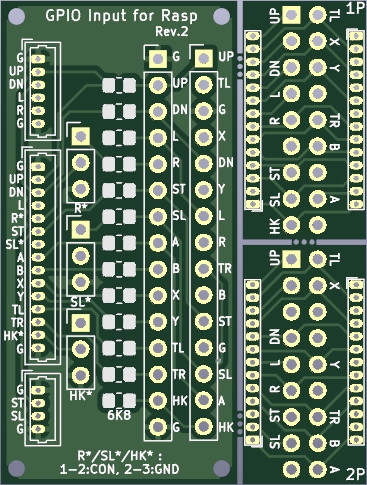 GPIO Input for Rasp
Rev.2
G
UP
DN
L
R
G
G
UP
DN
L
R*
ST
SL*
A
B
X
Y
TL
TR
HK*
G
G
ST
SL
G
R*
SL*
HK*
6K8
G
UP
DN
L
R
ST
SL
A
B
X
Y
TL
TR
HK
G
UP
TL
G
X
DN
Y
L
R
TR
B
ST
G
SL
A
HK
R*/SL*/HK* :
1-2:CON, 2-3:GND
1P
UP
DN
L
R
ST
SL
HK
TL
X
Y
TR
B
A
UP
DN
L
R
ST
SL
TL
X
Y
TR
B
A
2P